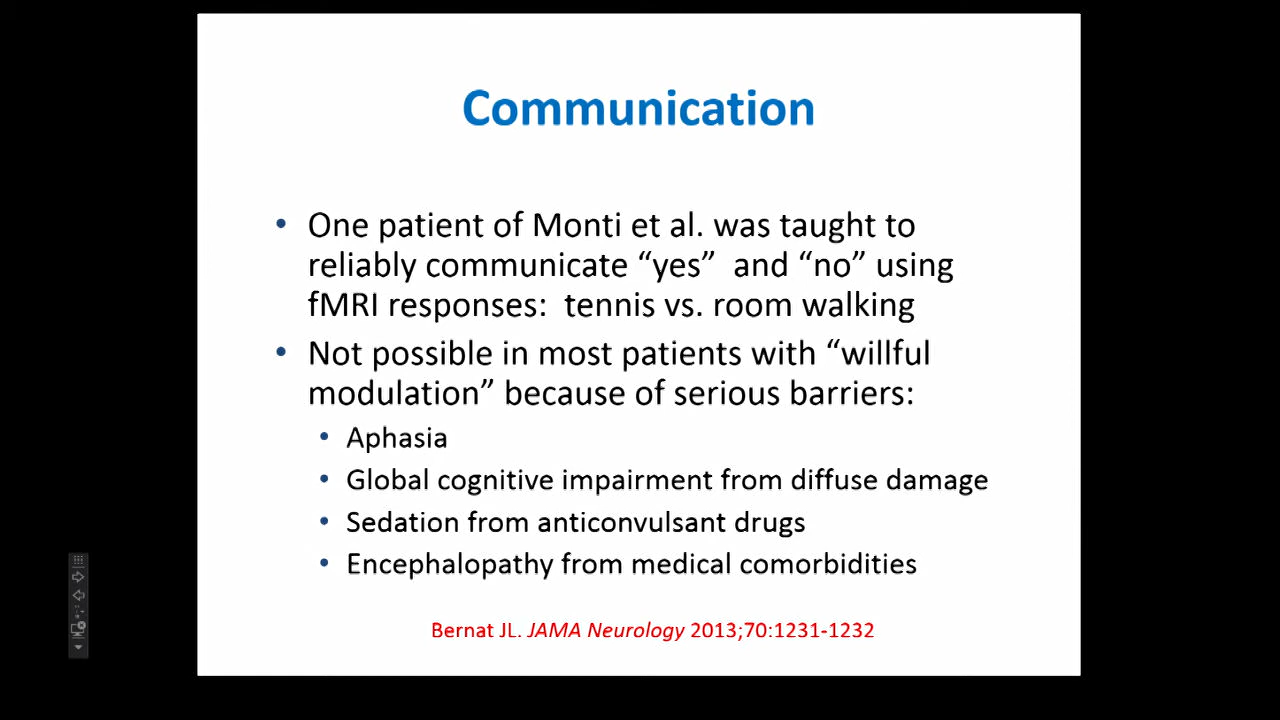 Communication
• One patient of Monti et al. was taught to
reliably communicate “yes”  and “no” using
fMRI responses:  tennis vs. room walking
• Not possible in most patients with “willful
modulation” because of serious barriers:
• Aphasia
• Global cognitive impairment from diffuse damage
• Sedation from anticonvulsant drugs
• Encephalopathy from medical comorbidities
Bernat JL. JAMA Neurology 2013;70:1231-1232